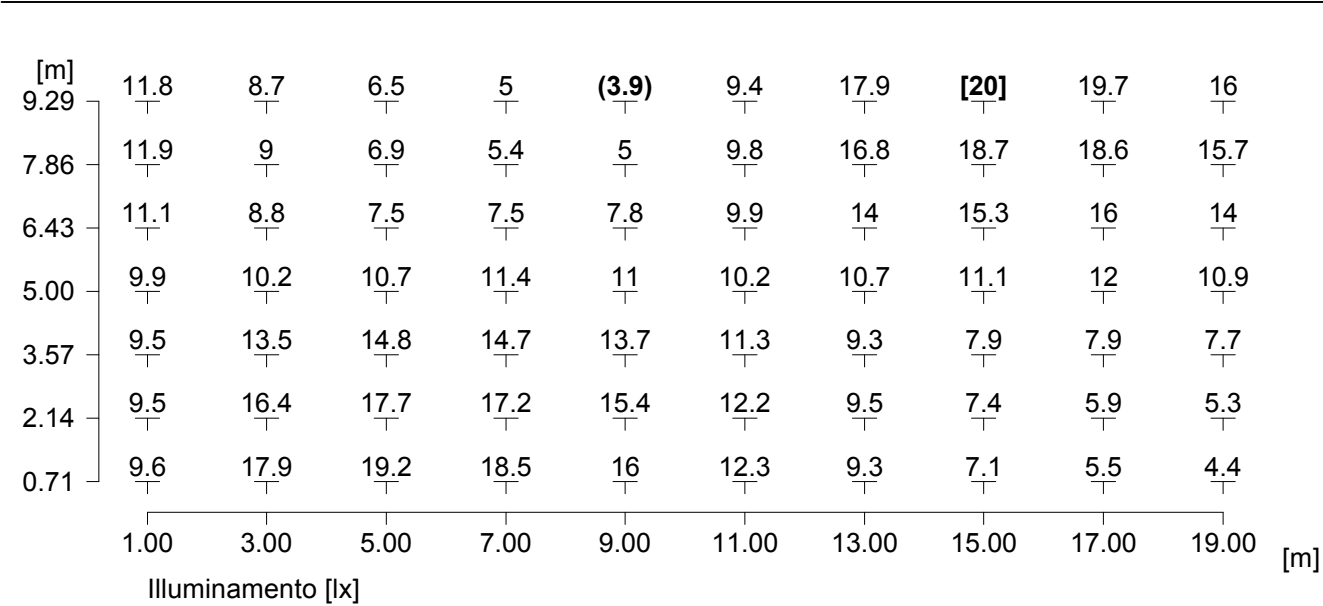 [m]
11.8 8.7 6.5 5 (3.9) 9.4 17.9 [20] 19.7 16
9.29
11.9 9 6.9 5.4 5 9.8 16.8 18.7 18.6 15.7
7.86
11.1 8.8 7.5 7.5 7.8 9.9 14 15.3 16 14
6.43
9.9 10.2 10.7 11.4 11 10.2 10.7 11.1 12 10.9
5.00
9.5 13.5 14.8 14.7 13.7 11.3 9.3 7.9 7.9 7.7
3.57
9.5 16.4 17.7 17.2 15.4 12.2 9.5 7.4 5.9 5.3
2.14
9.6 17.9 19.2 18.5 16 12.3 9.3 7.1 5.5 4.4
0.71
1.00 3.00 5.00 7.00 9.00 11.00 13.00 15.00 17.00 19.00
[m]
Illuminamento [lx]